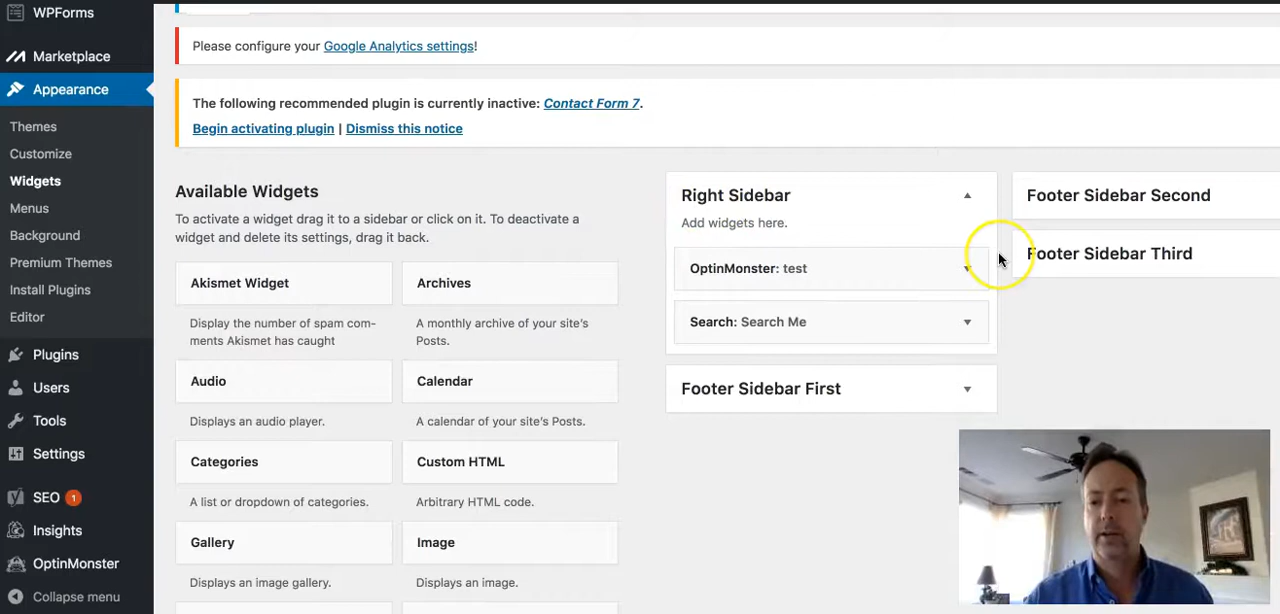 WPForms
Marketplace
Appearance
Themes
Customize
Widgets
Menus
Background
Premium Themes
Install Plugins
Editor
Plugins
Users
Tools
Settings
SEO 1
Insights
OptinMonster
Collapse menu
Please configure your Google Analytics settings!
The following recommended plugin is currently inactive: Contact Form 7.
Begin activating plugin | Dismiss this notice
Available Widgets
To activate a widget drag it to a sidebar or click on it. To deactivate a
widget and delete its settings, drag it back.
Akismet Widget
Display the number of spam com-
ments Akismet has caught
Archives
A monthly archive of your site's
Posts.
Audio
Displays an audio player.
Calendar
A calendar of your site's Posts.
Categories
A list or dropdown of categories.
Custom HTML
Arbitrary HTML code.
Gallery
Displays an image gallery.
Image
Displays an image.
Right Sidebar
Add widgets here.
OptinMonster: test
Search: Search Me
Footer Sidebar First
Footer Sidebar Second
Footer Sidebar Third